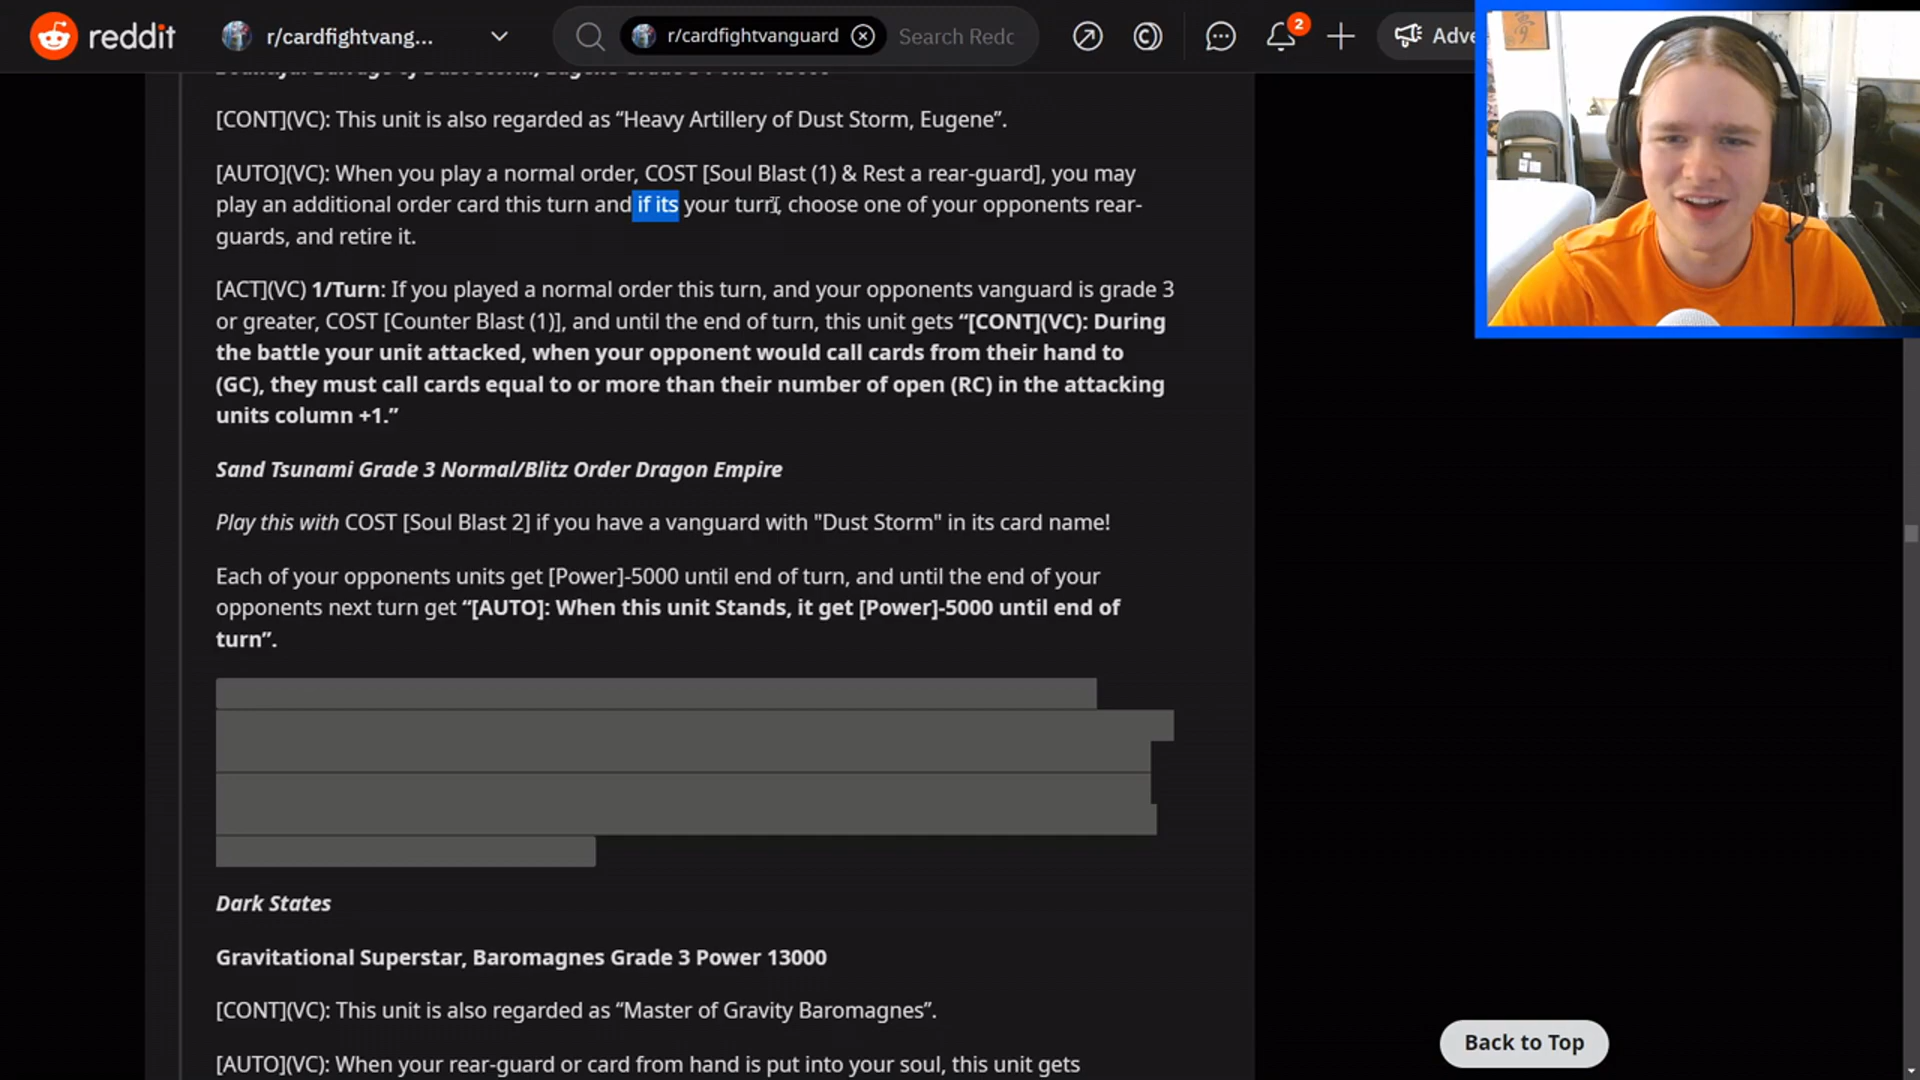 reddit
r/cardfightvang...
r/cardfightvanguard
Search Redc
2
Adve
[CONT](VC): This unit is also regarded as “Heavy Artillery of Dust Storm, Eugene”.
[AUTO](VC): When you play a normal order, COST [Soul Blast (1) & Rest a rear-guard], you may
play an additional order card this turn and if its your turn, choose one of your opponents rear-
guards, and retire it.
[ACT](VC) 1/Turn: If you played a normal order this turn, and your opponents vanguard is grade 3
or greater, COST [Counter Blast (1)], and until the end of turn, this unit gets “[CONT](VC): During
the battle your unit attacked, when your opponent would call cards from their hand to
(GC), they must call cards equal to or more than their number of open (RC) in the attacking
units column +1.”
Sand Tsunami Grade 3 Normal/Blitz Order Dragon Empire
Play this with COST [Soul Blast 2] if you have a vanguard with "Dust Storm" in its card name!
Each of your opponents units get [Power]-5000 until end of turn, and until the end of your
opponents next turn get “[AUTO]: When this unit Stands, it get [Power]-5000 until end of
turn”.
Dark States
Gravitational Superstar, Baromagnes Grade 3 Power 13000
[CONT](VC): This unit is also regarded as “Master of Gravity Baromagnes”.
[AUTO](VC): When your rear-guard or card from hand is put into your soul, this unit gets
Back to Top